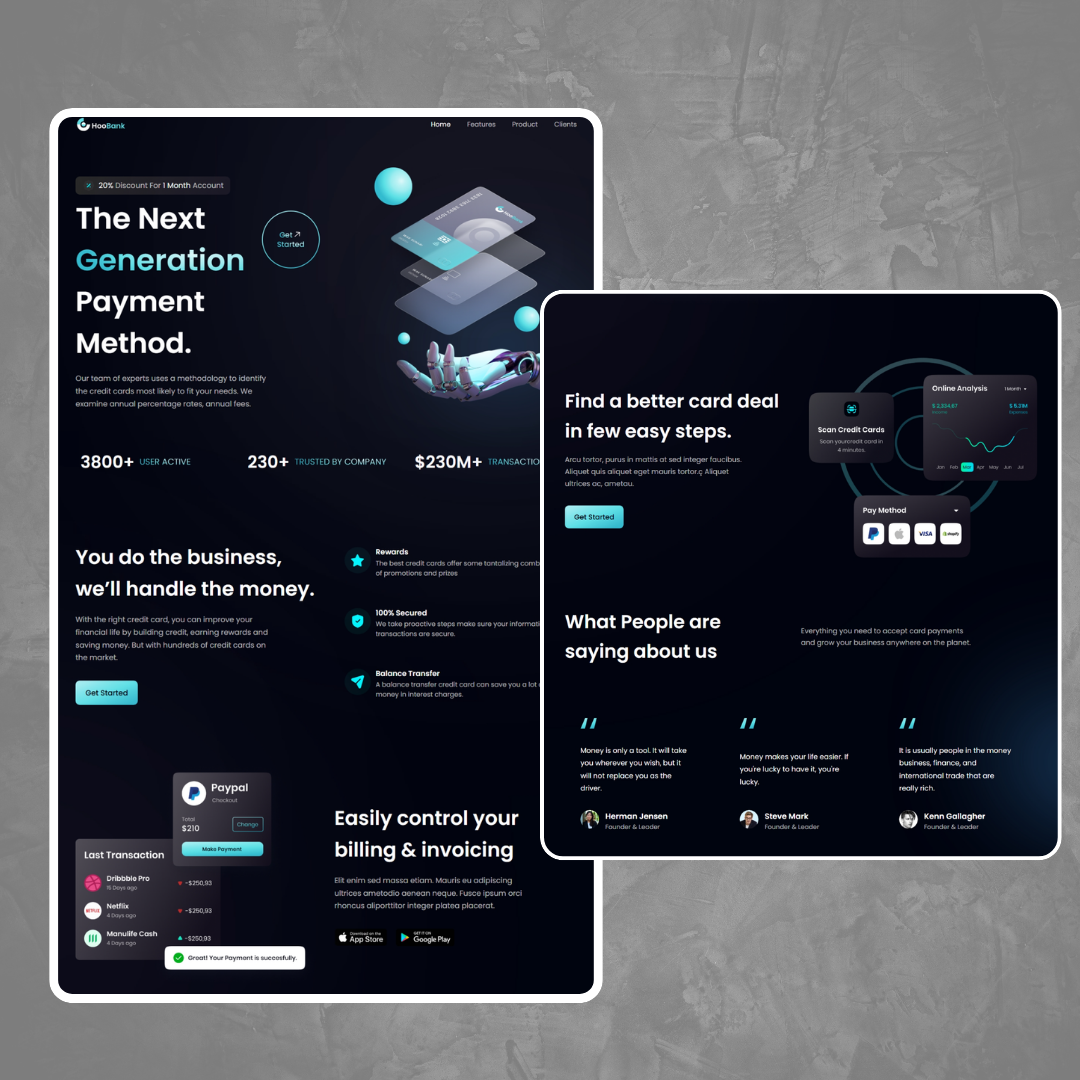 HooBank
Home Features Product Clients
20% Discount For 1 Month Account
The Next
Generation
Payment
Method.
Get
Started
HooBank
Our team of experts uses a methodology to identify
the credit cards most likely to fit your needs. We
examine annual percentage rates, annual fees.
3800+ USER ACTIVE
230+ TRUSTED BY COMPANY
$230M+ TRANSACTIO
You do the business,
we’ll handle the money.
With the right credit card, you can improve your
financial life by building credit, earning rewards and
saving money. But with hundreds of credit cards on
the market.
Get Started
Rewards
The best credit cards offer some tantalizing comb
of promotions and prizes
100% Secured
We take proactive steps make sure your informati
transactions are secure.
Balance Transfer
A balance transfer credit card can save you a lot
money in interest charges.
Paypal
Checkout
Total
$210
Change
Make Payment
Last Transaction
Dribbble Pro
15 Days ago
-$250,93
NETFLIX
Netflix
4 Days ago
-$250,93
Manulife Cash
4 Days ago
-$250,93
Great! Your Payment is succesfully.
Easily control your
billing & invoicing
Elit enim sed massa etiam. Mauris eu adipiscing
ultrices ametodio aenean neque. Fusce ipsum orci
rhoncus aliporttitor integer platea placerat.
Download on the
App Store
GET IT ON
Google Play
Find a better card deal
in few easy steps.
Arcu tortor, purus in mattis at sed integer faucibus.
Aliquet quis aliquet eget mauris tortor.ç Aliquet
ultrices ac, ametau.
Get Started
Scan Credit Cards
Scan yourcredit card in
4 minutes.
Online Analysis
1 Month
Jan Feb Mar Apr May Jun Jul
Pay Method
VISA
shopify
What People are
saying about us
Everything you need to accept card payments
and grow your business anywhere on the planet.
Money is only a tool. It will take
you wherever you wish, but it
will not replace you as the
driver.
Herman Jensen
Founder & Leader
Money makes your life easier. If
you're lucky to have it, you're
lucky.
Steve Mark
Founder & Leader
It is usually people in the money
business, finance, and
international trade that are
really rich.
Kenn Gallagher
Founder & Leader